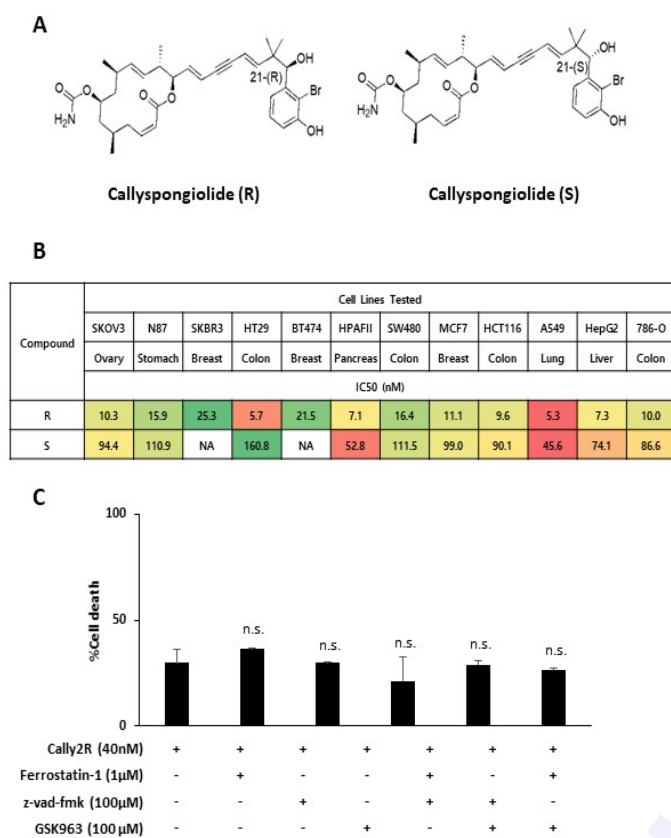 A
OH
21-(R)
Br
OH
O
O
H₂N
O
O
OH
21-(S)
Br
OH
O
O
H₂N
O
O
Callyspongiolide (R)
Callyspongiolide (S)
B
Compound
Cell Lines Tested
SKOV3 N87 SKBR3 HT29 BT474 HPAFII SW480 MCF7 HCT116 A549 HepG2 786-O
Ovary Stomach Breast Colon Breast Pancreas Colon Breast Colon Lung Liver Colon
IC50 (nM)
R 10.3 15.9 25.3 5.7 21.5 7.1 16.4 11.1 9.6 5.3 7.3 10.0
S 94.4 110.9 NA 160.8 NA 52.8 111.5 99.0 90.1 45.6 74.1 86.6
C
100
50
0
%Cell death
n.s. n.s. n.s. n.s. n.s.
Cally2R (40nM) + + + + + + +
Ferrostatin-1 (1μM) - + - - + - +
z-vad-fmk (100μM) - - + - + + -
GSK963 (100 μM) - - - + - + +